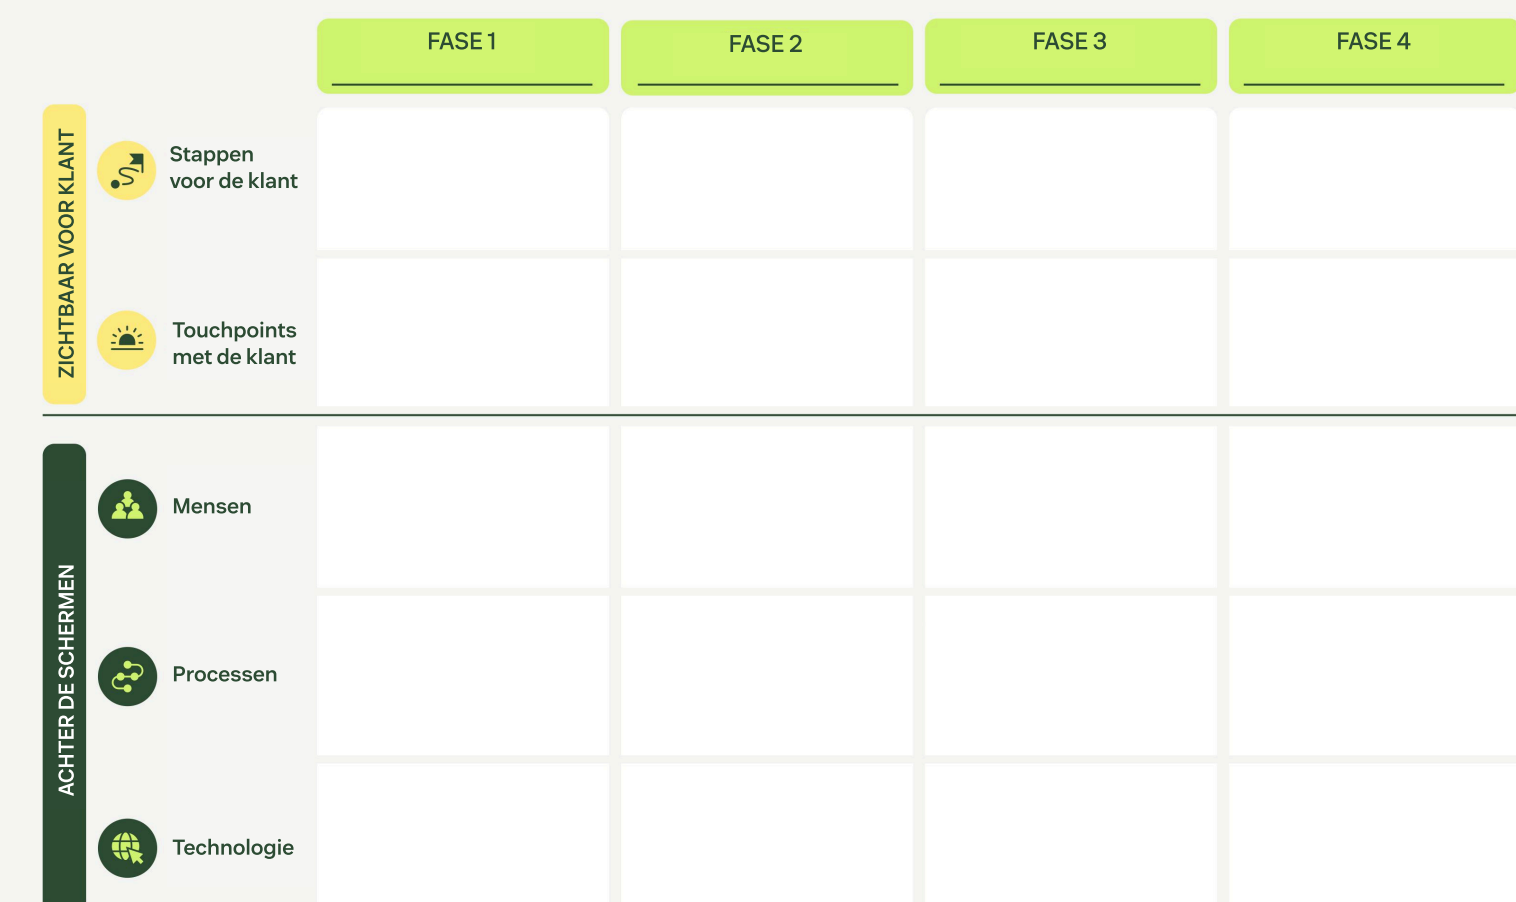 FASE 1
FASE 2
FASE 3
FASE 4
ZICHTBAAR VOOR KLANT
Stappen
voor de klant
Touchpoints
met de klant
ACHTER DE SCHERMEN
Mensen
Processen
Technologie